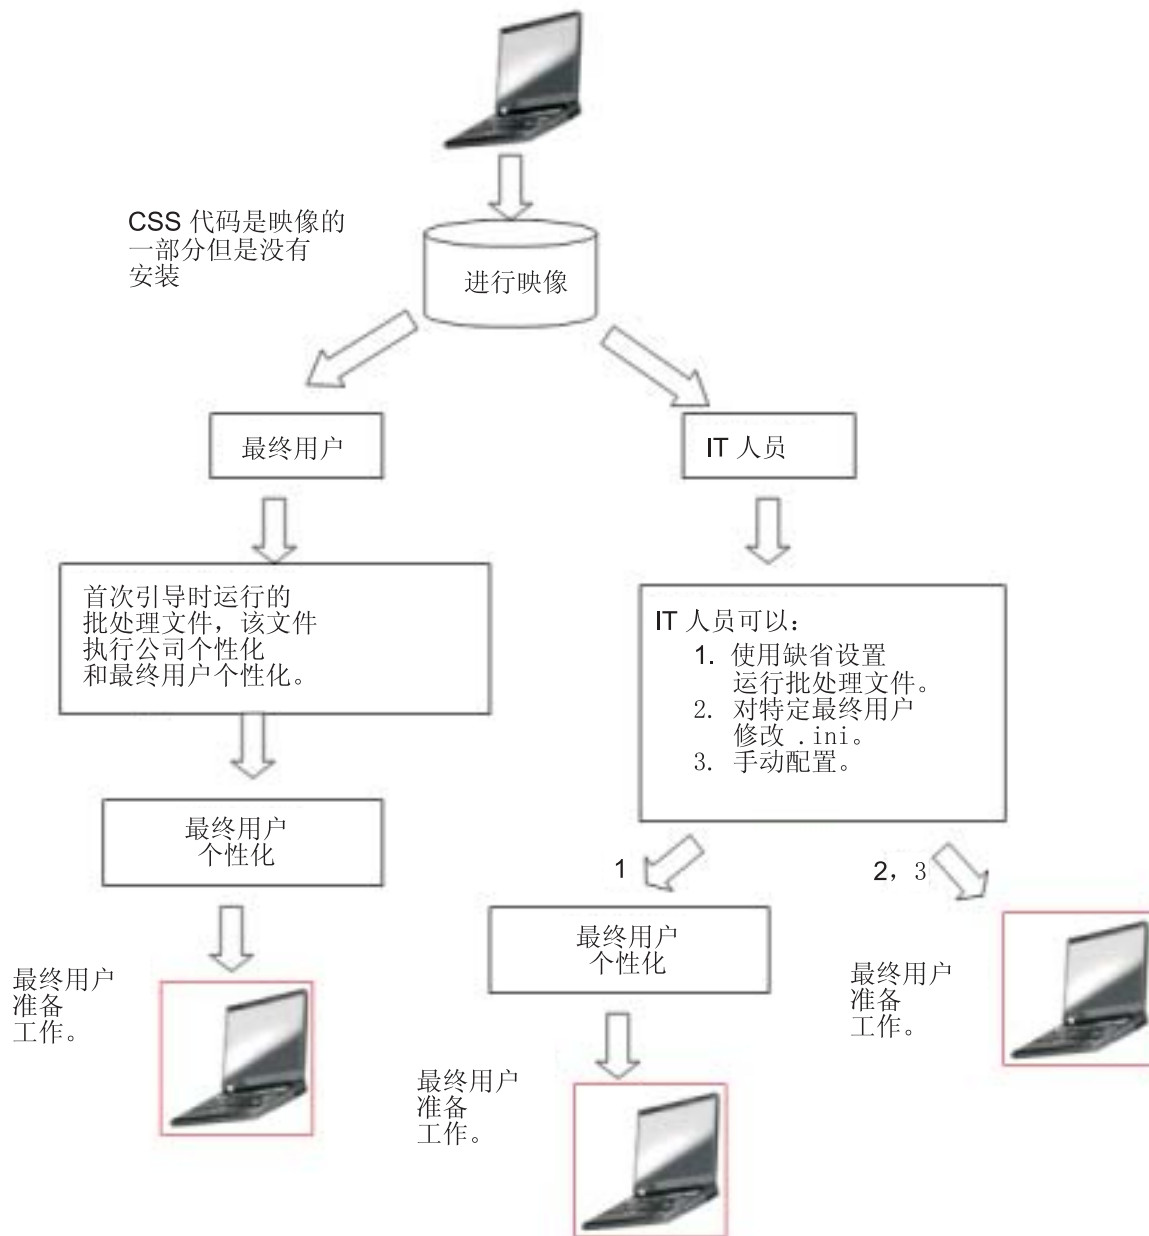 CSS 代码是映像的
一部分但是没有
安装
进行映像
最终用户
IT 人员
首次引导时运行的
批处理文件，该文件
执行公司个性化
和最终用户个性化。
IT 人员可以：
1. 使用缺省设置
运行批处理文件。
2. 对特定最终用户
修改 .ini。
3. 手动配置。
最终用户
个性化
1
2，3
最终用户
个性化
最终用户
准备
工作。
最终用户
准备
工作。
最终用户
准备
工作。